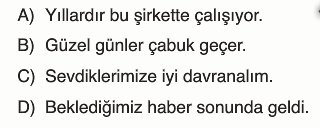 A) Yıllardır bu şirkette çalışıyor.
B) Güzel günler çabuk geçer.
C) Sevdiklerimize iyi davranalım.
D) Beklediğimiz haber sonunda geldi.